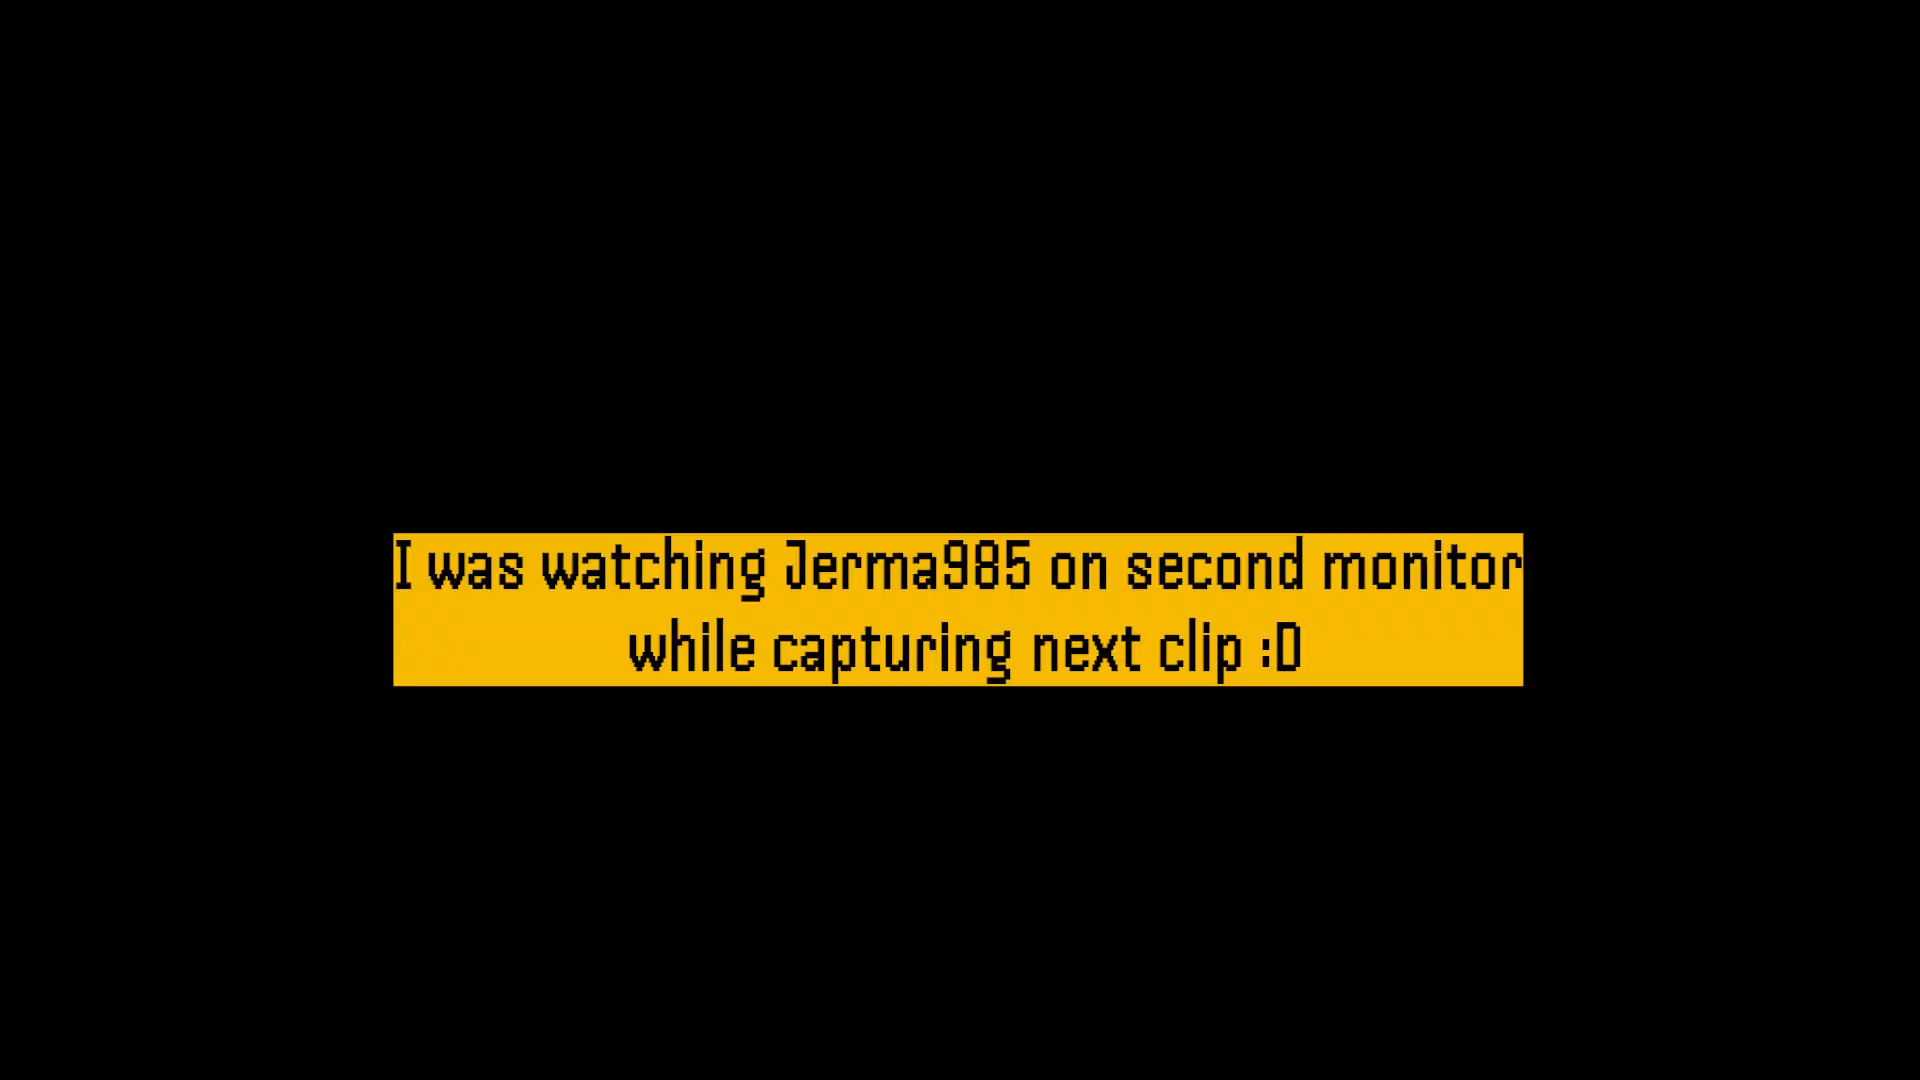 I was watching Jerma985 on second monitor
while capturing next clip :D